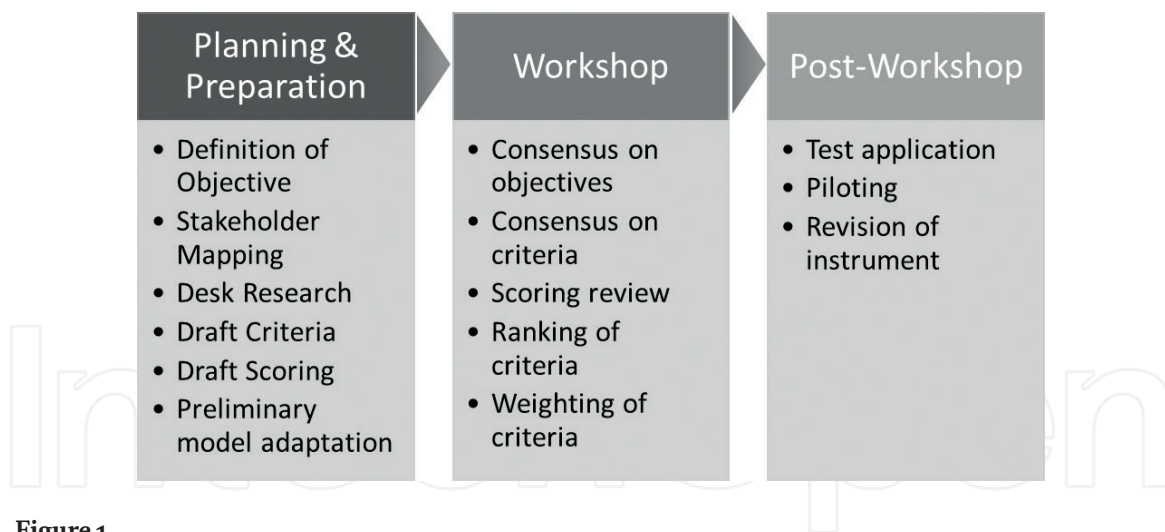 Planning &
Preparation
• Definition of
Objective
• Stakeholder
Mapping
• Desk Research
• Draft Criteria
• Draft Scoring
• Preliminary
model adaptation
Workshop
• Consensus on
objectives
• Consensus on
criteria
• Scoring review
• Ranking of
criteria
• Weighting of
criteria
Post-Workshop
• Test application
• Piloting
• Revision of
instrument
Figure 1